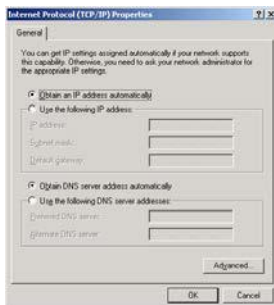 Internet Protocol (TCP/IP) Properties
General
You can get IP settings assigned automatically if your network supports
this capability. Otherwise, you need to ask your network administrator for
the appropriate IP settings.
Obtain an IP address automatically
Use the following IP address:
IP address:
Subnet mask:
Default gateway:
Obtain DNS server address automatically
Use the following DNS server addresses:
Preferred DNS server:
Alternate DNS server:
Advanced...
OK
Cancel